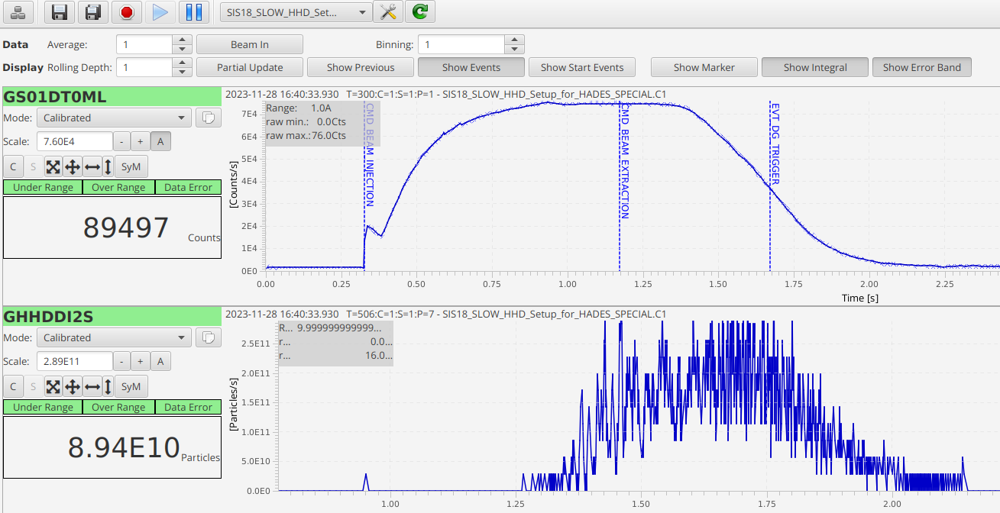 SIS18_SLOW_HHD_Set...
Data Average: 1 Beam In Binning: 1
Display Rolling Depth: 1 Partial Update Show Previous Show Events Show Start Events Show Marker Show Integral Show Error Band
GS01DT0ML
Mode: Calibrated
Scale: 7.60E4 - + A
C S SyM
Under Range Over Range Data Error
89497 Counts
2023-11-28 16:40:33.930 T=300:C=1:S=1:P=1 - SIS18_SLOW_HHD_Setup_for_HADES_SPECIAL.C1
Range: 1.0A
raw min.: 0.0Cts
raw max.:76.0Cts
CMD_BEAM_INJECTION
CMD_BEAM_EXTRACTION
EVT_DG_TRIGGER
[Counts/s]
7E4
6E4
5E4
4E4
3E4
2E4
1E4
0E0
0.00 0.25 0.50 0.75 1.00 1.25 1.50 1.75 2.00 2.25
Time [s]
GHHDDI2S
Mode: Calibrated
Scale: 2.89E11 - + A
C S SyM
Under Range Over Range Data Error
8.94E10 Particles
2023-11-28 16:40:33.930 T=506:C=1:S=1:P=7 - SIS18_SLOW_HHD_Setup_for_HADES_SPECIAL.C1
R... 9.999999999999...
r... 0.0...
r... 16.0...
[Particles/s]
2.5E11
2.0E11
1.5E11
1.0E11
5.0E10
0.0E0
1.00 1.25 1.50 1.75 2.00